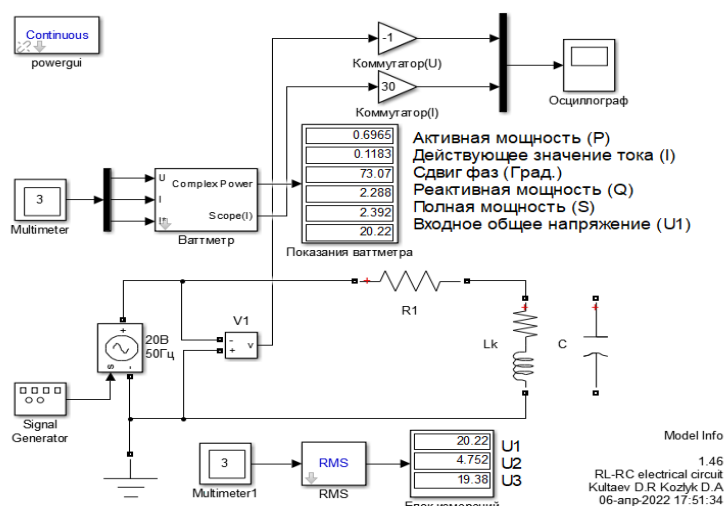 Continuous
powergui
-1
Коммутатор(U)
30
Коммутатор(I)
Осциллограф
3
Multimeter
U
I
Complex Power
Scope(I)
Ваттметр
0.6965
0.1183
73.07
2.288
2.392
20.22
Показания ваттметра
Активная мощность (P)
Действующее значение тока (I)
Сдвиг фаз (Град.)
Реактивная мощность (Q)
Полная мощность (S)
Входное общее напряжение (U1)
R1
V1
-
+
v
+
s
-
20В
50Гц
Lk
C
Signal
Generator
3
Multimeter1
RMS
RMS
20.22
4.752
19.38
U1
U2
U3
Model Info
1.46
RL-RC electrical circuit
Kultaev D.R Kozlyk D.A
06-апр-2022 17:51:34